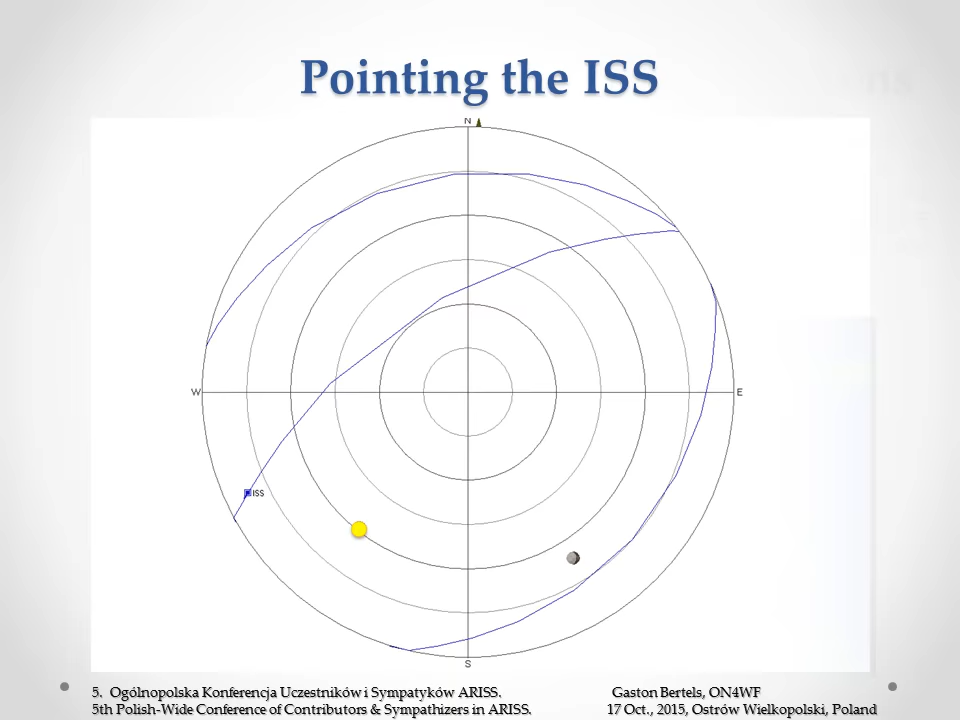 Pointing the ISS
N
W
E
ISS
S
5. Ogólnopolska Konferencja Uczestników i Sympatyków ARISS. Gaston Bertels, ON4WF
5th Polish-Wide Conference of Contributors & Sympathizers in ARISS. 17 Oct., 2015, Ostrów Wielkopolski, Poland